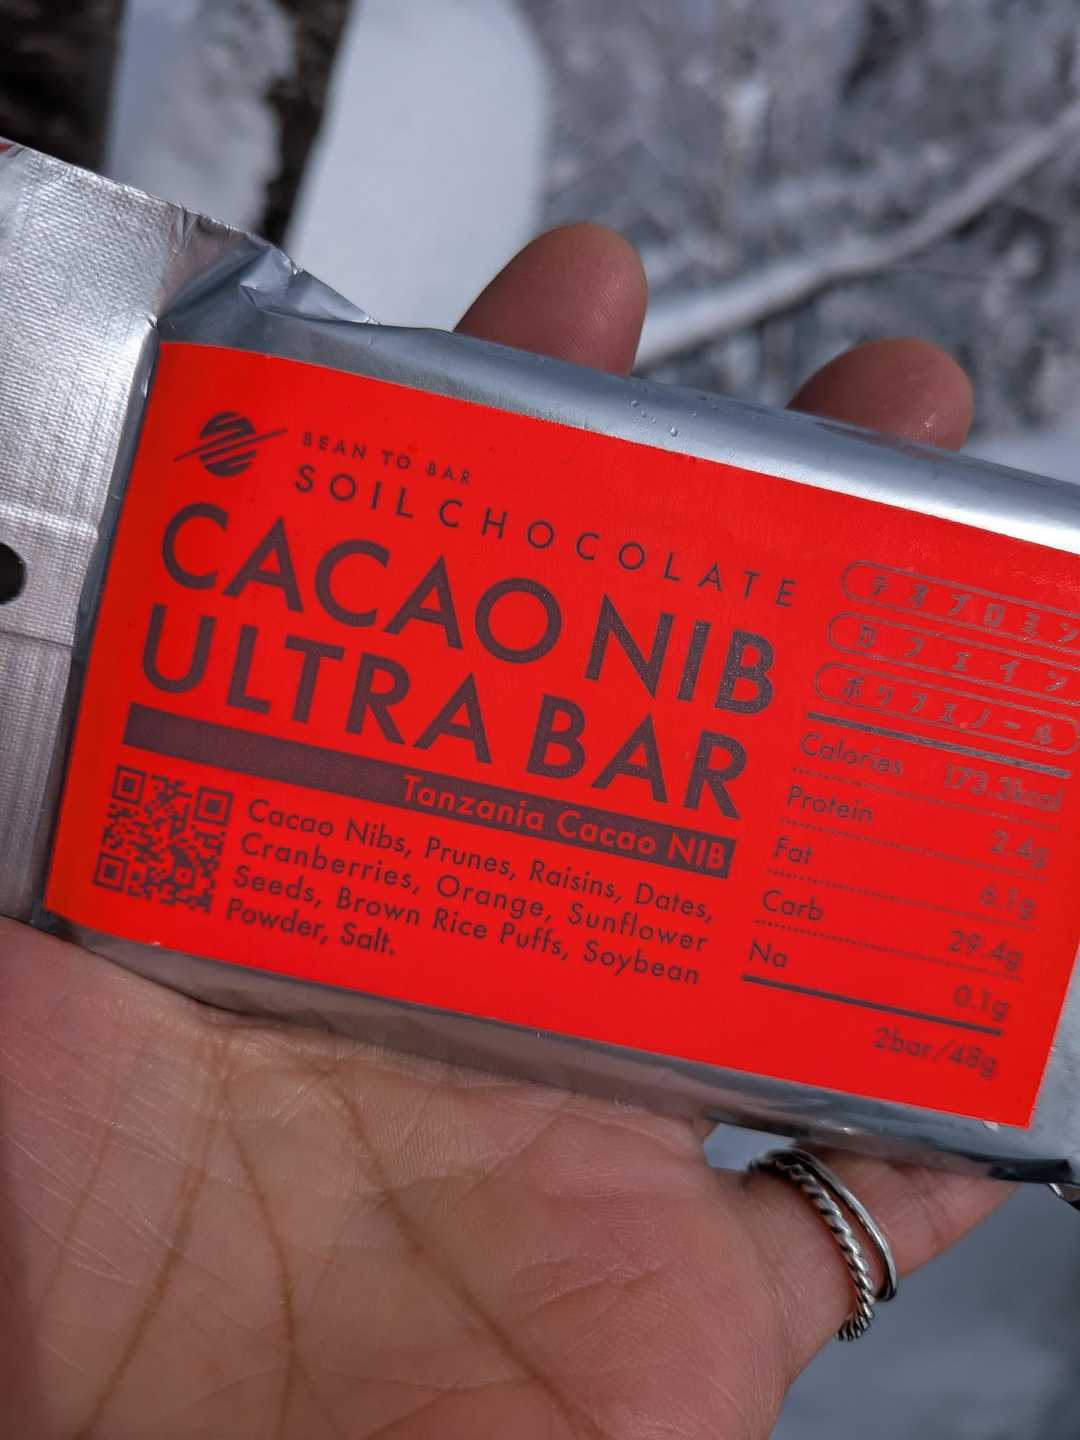 BEAN TO BAR
SOIL CHOCOLATE
CACAO NIB
ULTRA BAR
Tanzania Cacao NIB
Cacao Nibs, Prunes, Raisins, Dates,
Cranberries, Orange, Sunflower
Seeds, Brown Rice Puffs, Soybean
Powder, Salt.
テオブロミン
カフェイン
ポリフェノール
Calories 173.3kcal
Protein 2.4g
Fat 6.1g
Carb 29.4g
Na 0.1g
2bar/48g